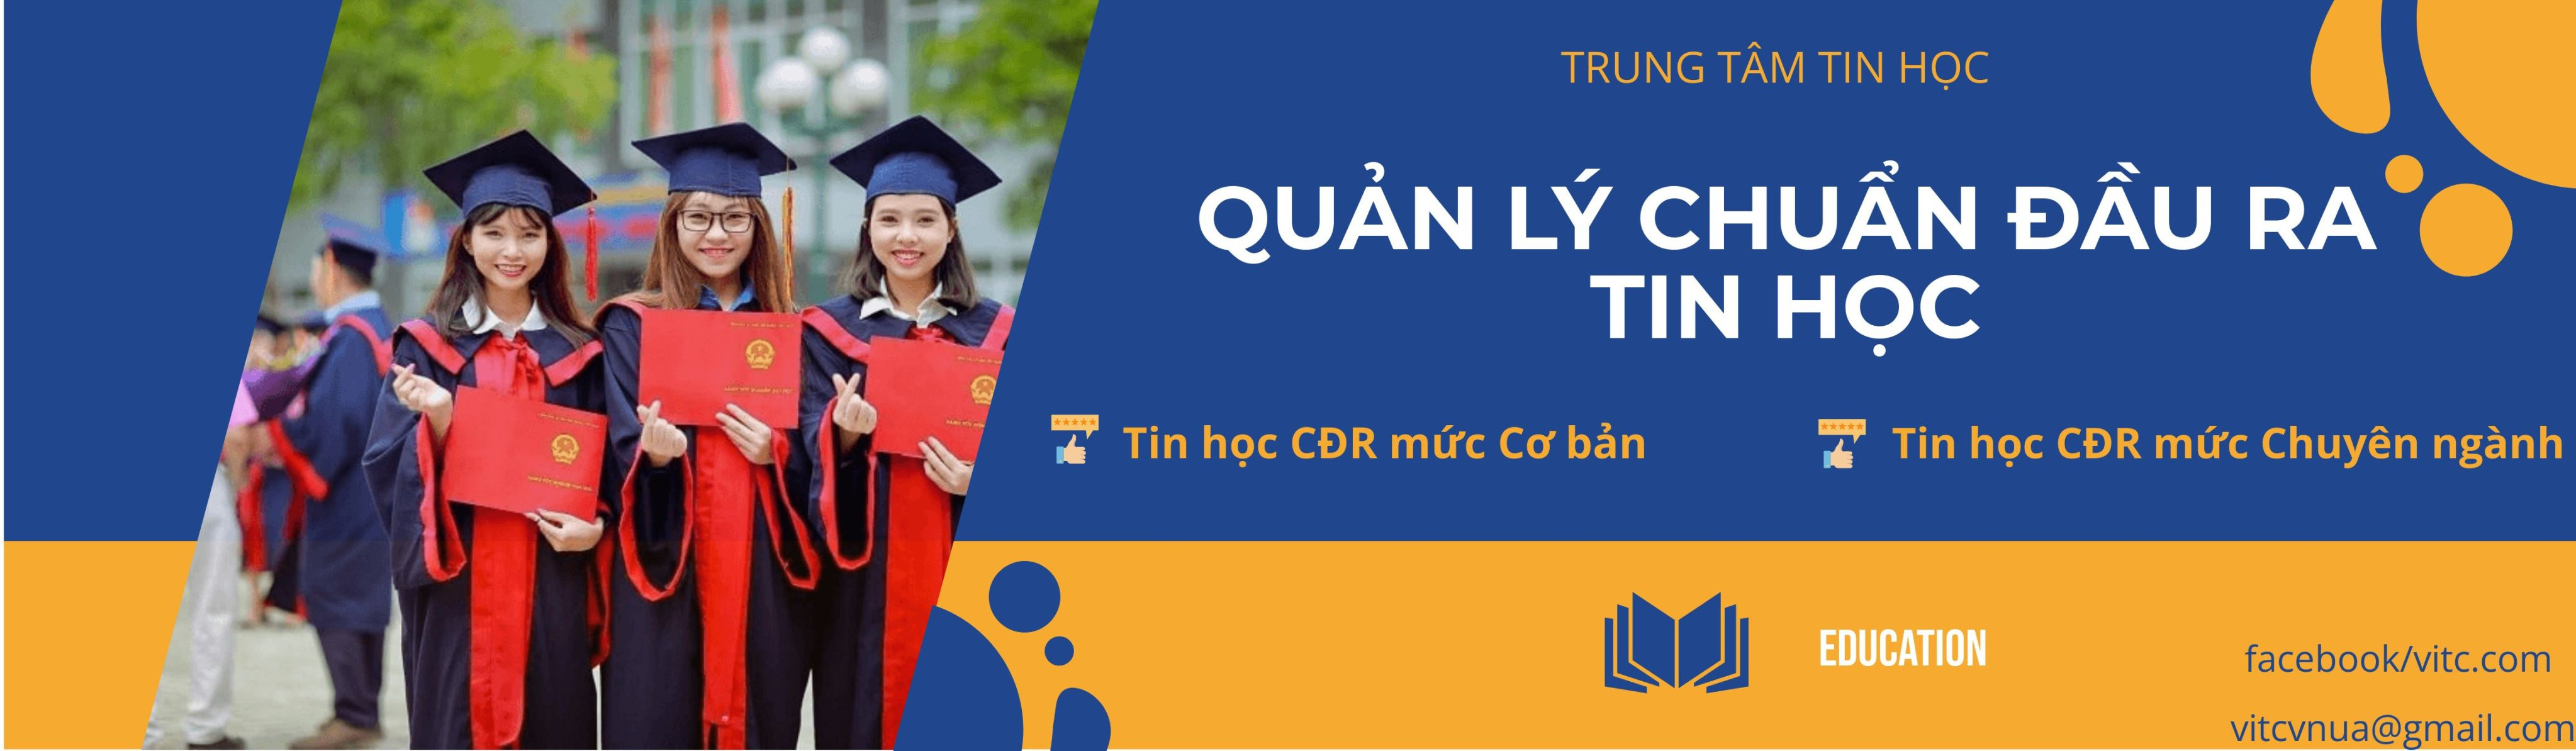 TRUNG TÂM TIN HỌC
QUẢN LÝ CHUẨN ĐẦU RA
TIN HỌC
Tin học CĐR mức Cơ bản
Tin học CĐR mức Chuyên ngành
EDUCATION
facebook/vitc.com
vitcvnua@gmail.com